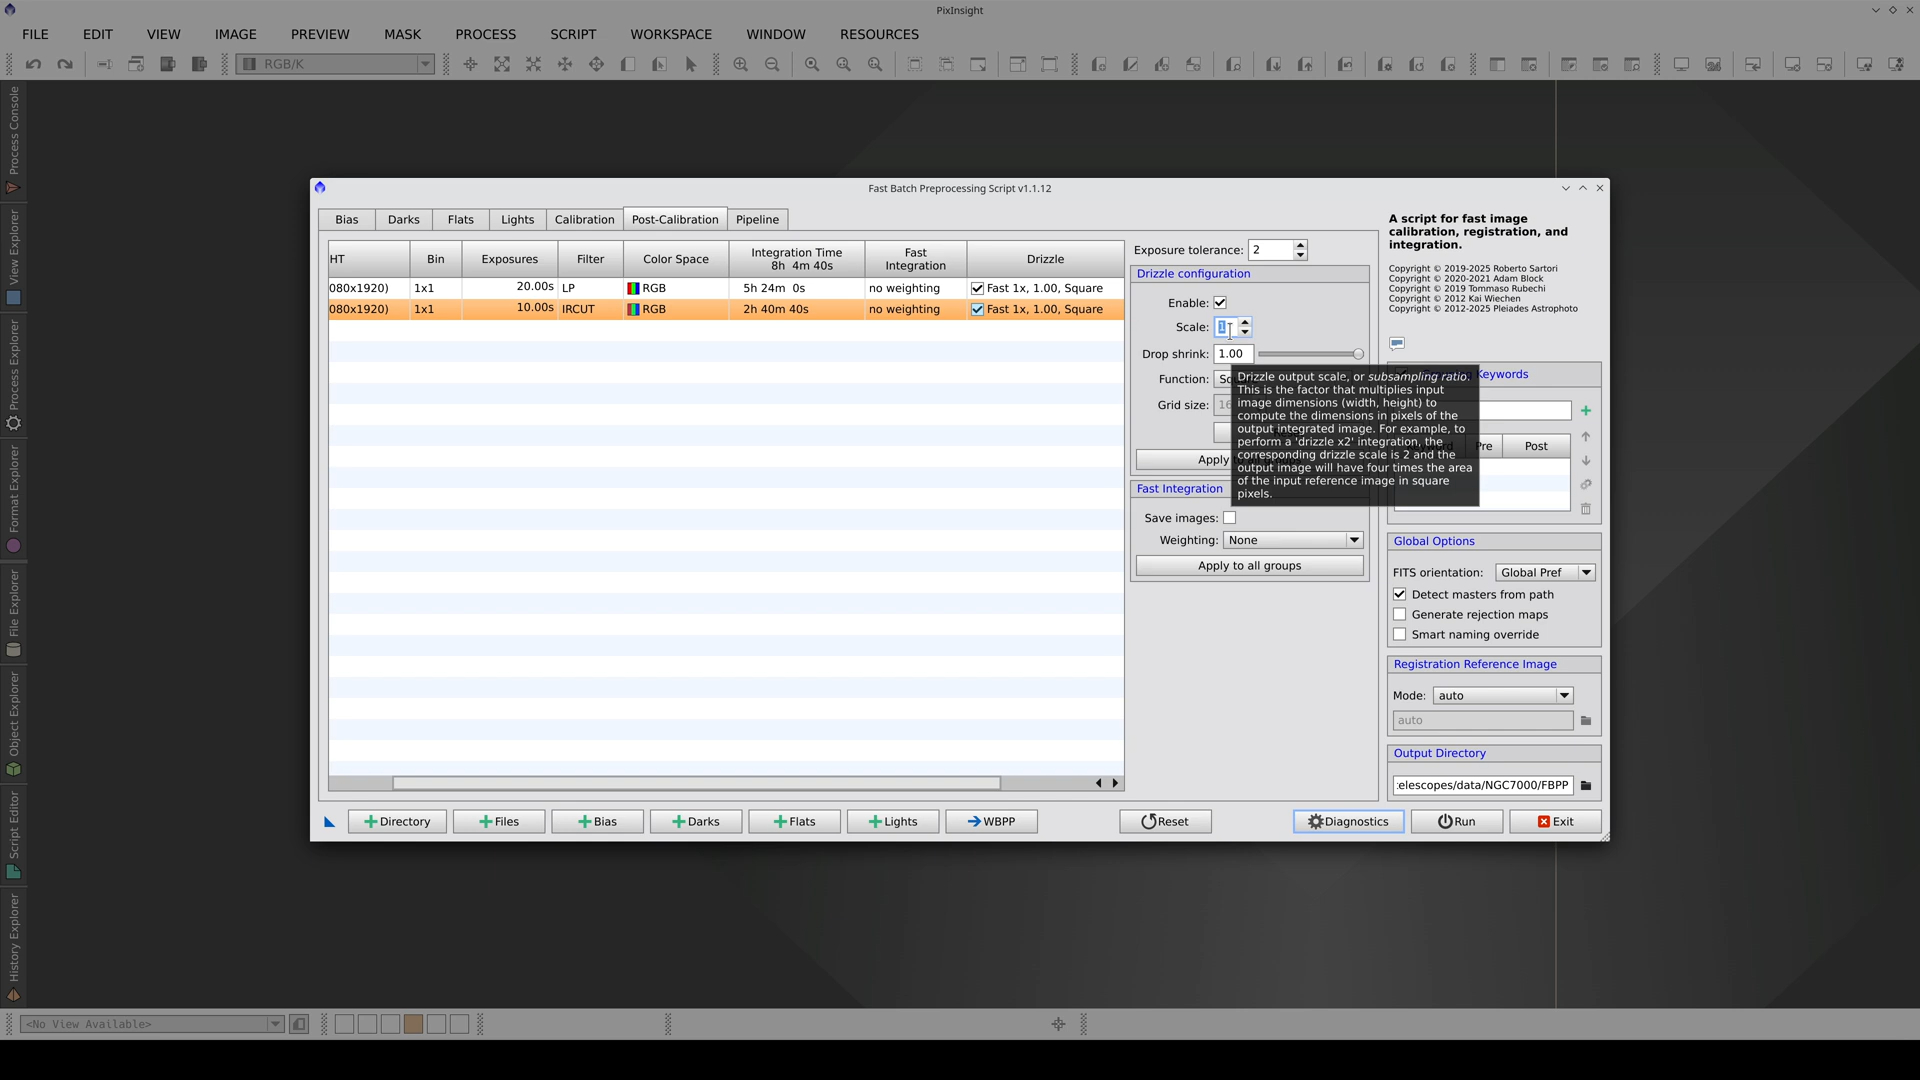 PixInsight
FILE EDIT VIEW IMAGE PREVIEW MASK PROCESS SCRIPT WORKSPACE WINDOW RESOURCES
RGB/K
Process Console
View Explorer
Process Explorer
Format Explorer
File Explorer
Object Explorer
Script Editor
History Explorer
Fast Batch Preprocessing Script v1.1.12
Bias Darks Flats Lights Calibration Post-Calibration Pipeline
HT Bin Exposures Filter Color Space Integration Time Fast Integration Drizzle
8h 4m 40s
080x1920) 1x1 20.00s LP RGB 5h 24m 0s no weighting Fast 1x, 1.00, Square
080x1920) 1x1 10.00s IRCUT RGB 2h 40m 40s no weighting Fast 1x, 1.00, Square
Exposure tolerance: 2
Drizzle configuration
Enable:
Scale: 1
Drop shrink: 1.00
Function:
Grid size: 16
Apply
Drizzle output scale, or subsampling ratio.
This is the factor that multiplies input
image dimensions (width, height) to
compute the dimensions in pixels of the
output integrated image. For example, to
perform a 'drizzle x2' integration, the
corresponding drizzle scale is 2 and the
output image will have four times the area
of the input reference image in square
pixels.
Fast Integration
Save images:
Weighting: None
Apply to all groups
A script for fast image
calibration, registration, and
integration.
Copyright © 2019-2025 Roberto Sartori
Copyright © 2020-2021 Adam Block
Copyright © 2019 Tommaso Rubechi
Copyright © 2012 Kai Wiechen
Copyright © 2012-2025 Pleiades Astrophoto
Keywords
Pre Post
Global Options
FITS orientation: Global Pref
Detect masters from path
Generate rejection maps
Smart naming override
Registration Reference Image
Mode: auto
auto
Output Directory
:elescopes/data/NGC7000/FBPP
Directory Files Bias Darks Flats Lights WBPP Reset Diagnostics Run Exit
<No View Available>